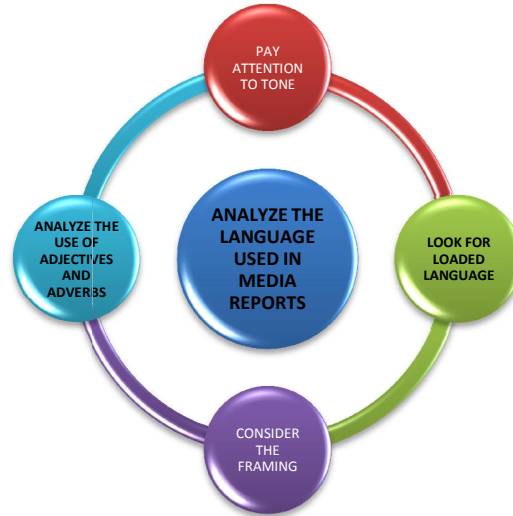 PAY
ATTENTION
TO TONE
ANALYZE THE
LANGUAGE
USED IN
MEDIA
REPORTS
LOOK FOR
LOADED
LANGUAGE
CONSIDER
THE
FRAMING
ANALYZE THE
USE OF
ADJECTIVES
AND
ADVERBS